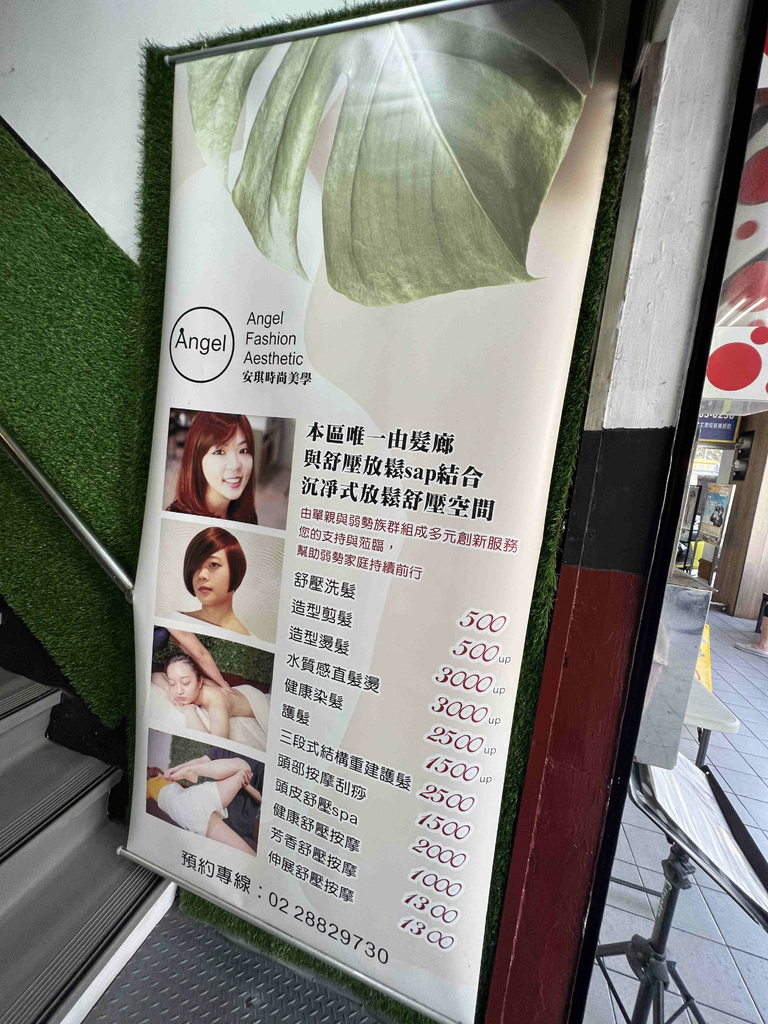 Angel
Angel
Fashion
Aesthetic
安琪時尚美學
本區唯一由髮廊
與舒壓放鬆sap結合
沉凈式放鬆舒壓空間
由單親與弱勢族群組成多元創新服務
您的支持與蒞臨，
幫助弱勢家庭持續前行
舒壓洗髮 500
造型剪髮 500up
造型燙髮 3000up
水質感直髮燙 3000up
健康染髮 2500up
護髮 1500up
三段式結構重建護髮 2500
頭部按摩刮痧 1500
頭皮舒壓spa 2000
健康舒壓按摩 1000
芳香舒壓按摩 1300
伸展舒壓按摩 1300
預約專線：02 28829730